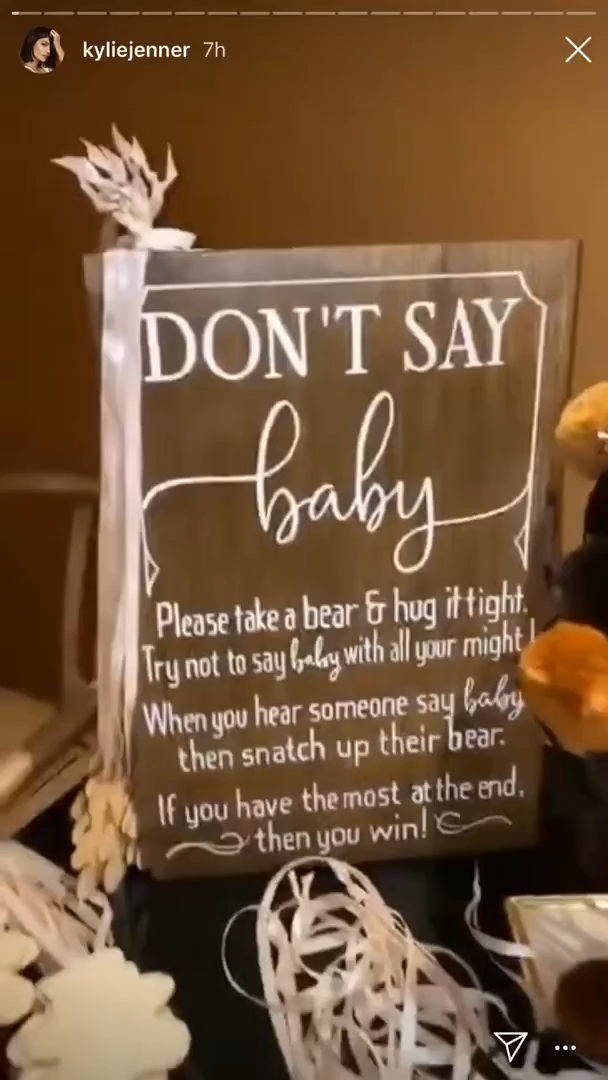 kyliejenner 7h
DON'T SAY
baby
Please take a bear & hug it tight.
Try not to say baby with all your might!
When you hear someone say baby
then snatch up their bear.
If you have the most at the end,
then you win!